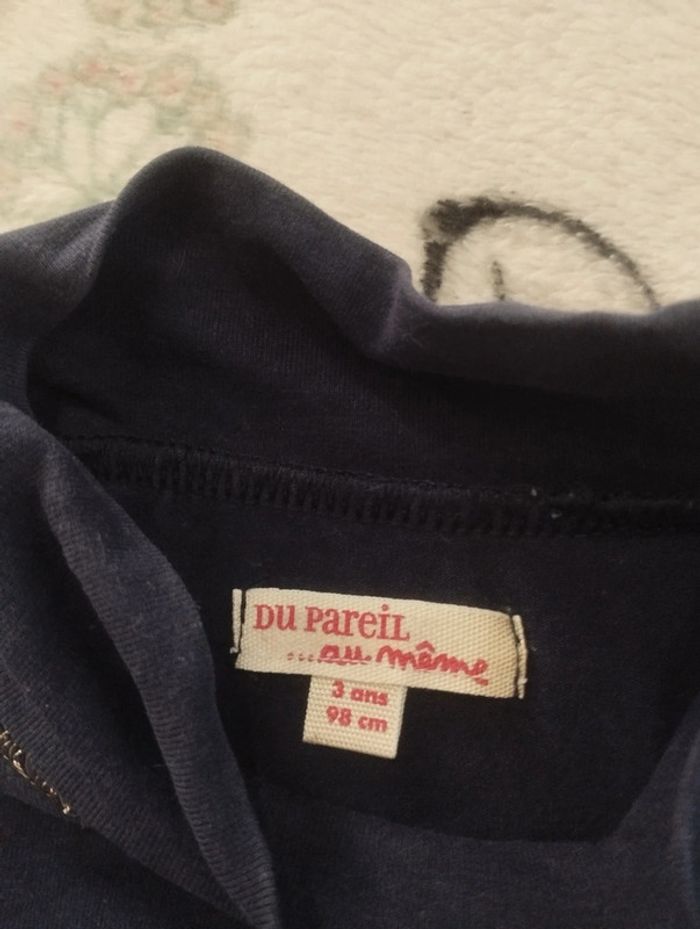 DU PAREIL
...au même
3 ans
98 cm